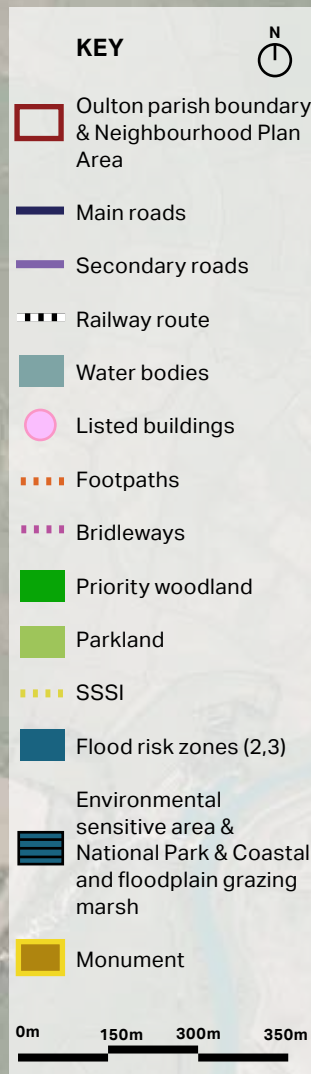 KEY
N
Oulton parish boundary
& Neighbourhood Plan
Area
Main roads
Secondary roads
Railway route
Water bodies
Listed buildings
Footpaths
Bridleways
Priority woodland
Parkland
SSSI
Flood risk zones (2,3)
Environmental
sensitive area &
National Park & Coastal
and floodplain grazing
marsh
Monument
0m 150m 300m 350m